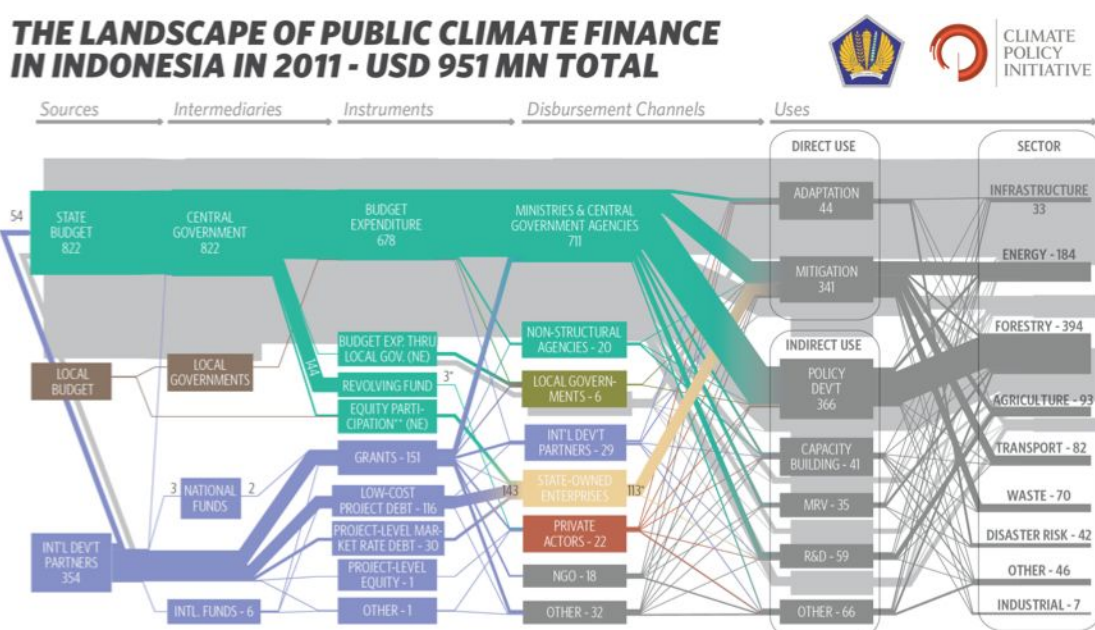 THE LANDSCAPE OF PUBLIC CLIMATE FINANCE
IN INDONESIA IN 2011 - USD 951 MN TOTAL
CLIMATE
POLICY
INITIATIVE
Sources
Intermediaries
Instruments
Disbursement Channels
Uses
54
STATE
BUDGET
822
LOCAL
BUDGET
INT'L DEV'T
PARTNERS
354
CENTRAL
GOVERNMENT
822
LOCAL
GOVERNMENTS
3
NATIONAL
FUNDS
2
INTL. FUNDS - 6
144
BUDGET
EXPENDITURE
678
BUDGET EXP. THRU
LOCAL GOV. (NE)
REVOLVING FUND
3*
EQUITY PARTI-
CIPATION** (NE)
GRANTS - 151
LOW-COST
PROJECT DEBT - 116
PROJECT-LEVEL MAR-
KET RATE DEBT - 30
PROJECT-LEVEL
EQUITY - 1
OTHER - 1
MINISTRIES & CENTRAL
GOVERNMENT AGENCIES
711
NON-STRUCTURAL
AGENCIES - 20
LOCAL GOVERN-
MENTS - 6
INT'L DEV'T
PARTNERS - 29
143
STATE-OWNED
ENTERPRISES
113*
PRIVATE
ACTORS - 22
NGO - 18
OTHER - 32
DIRECT USE
ADAPTATION
44
MITIGATION
341
INDIRECT USE
POLICY
DEV'T
366
CAPACITY
BUILDING - 41
MRV - 35
R&D - 59
OTHER - 66
SECTOR
INFRASTRUCTURE
33
ENERGY - 184
FORESTRY - 394
AGRICULTURE - 93
TRANSPORT - 82
WASTE - 70
DISASTER RISK - 42
OTHER - 46
INDUSTRIAL - 7